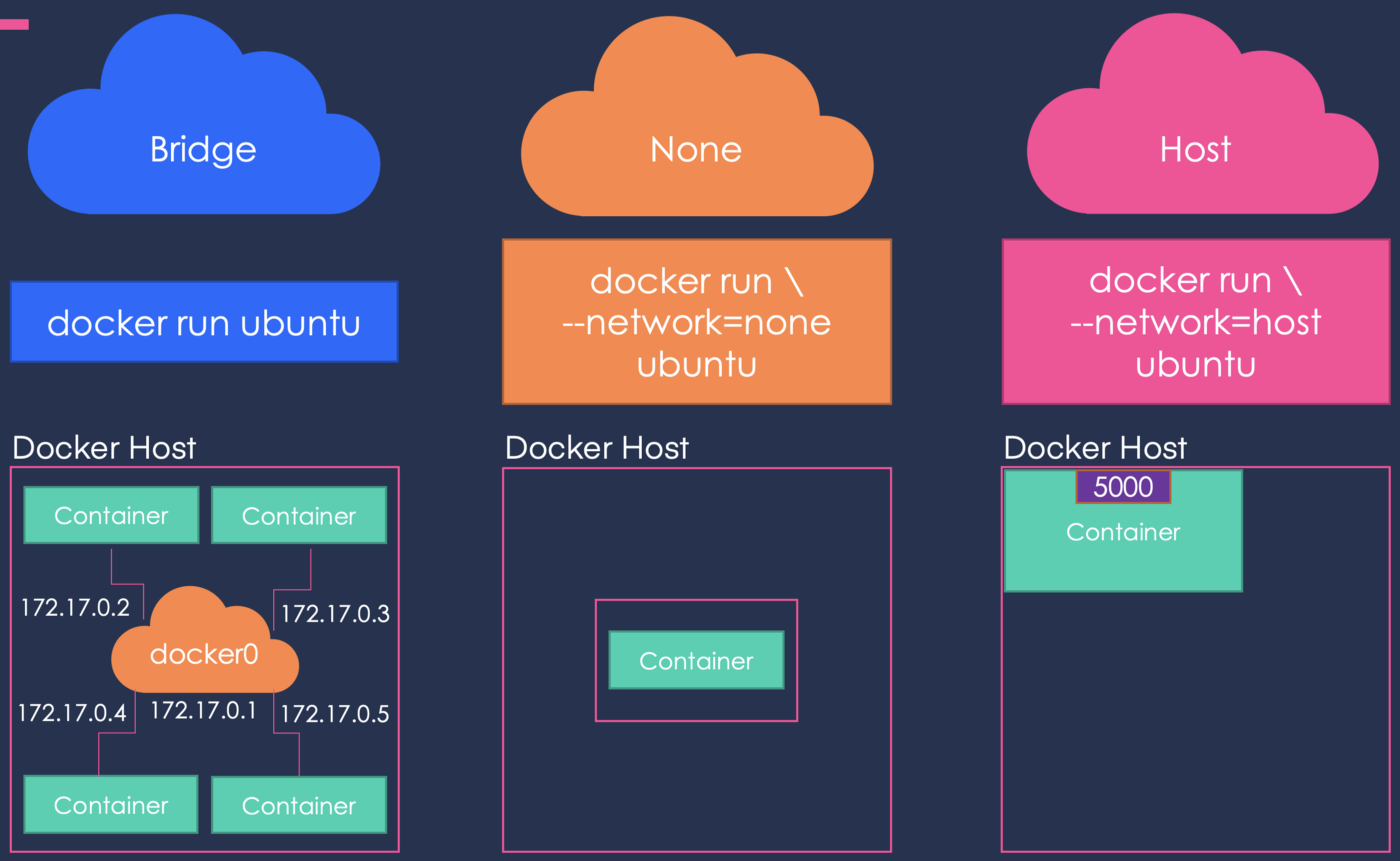 Bridge
None
Host
docker run ubuntu
docker run \
--network=none
ubuntu
docker run \
--network=host
ubuntu
Docker Host
Container
Container
172.17.0.2
172.17.0.3
docker0
172.17.0.4
172.17.0.1
172.17.0.5
Container
Container
Docker Host
Container
Docker Host
5000
Container